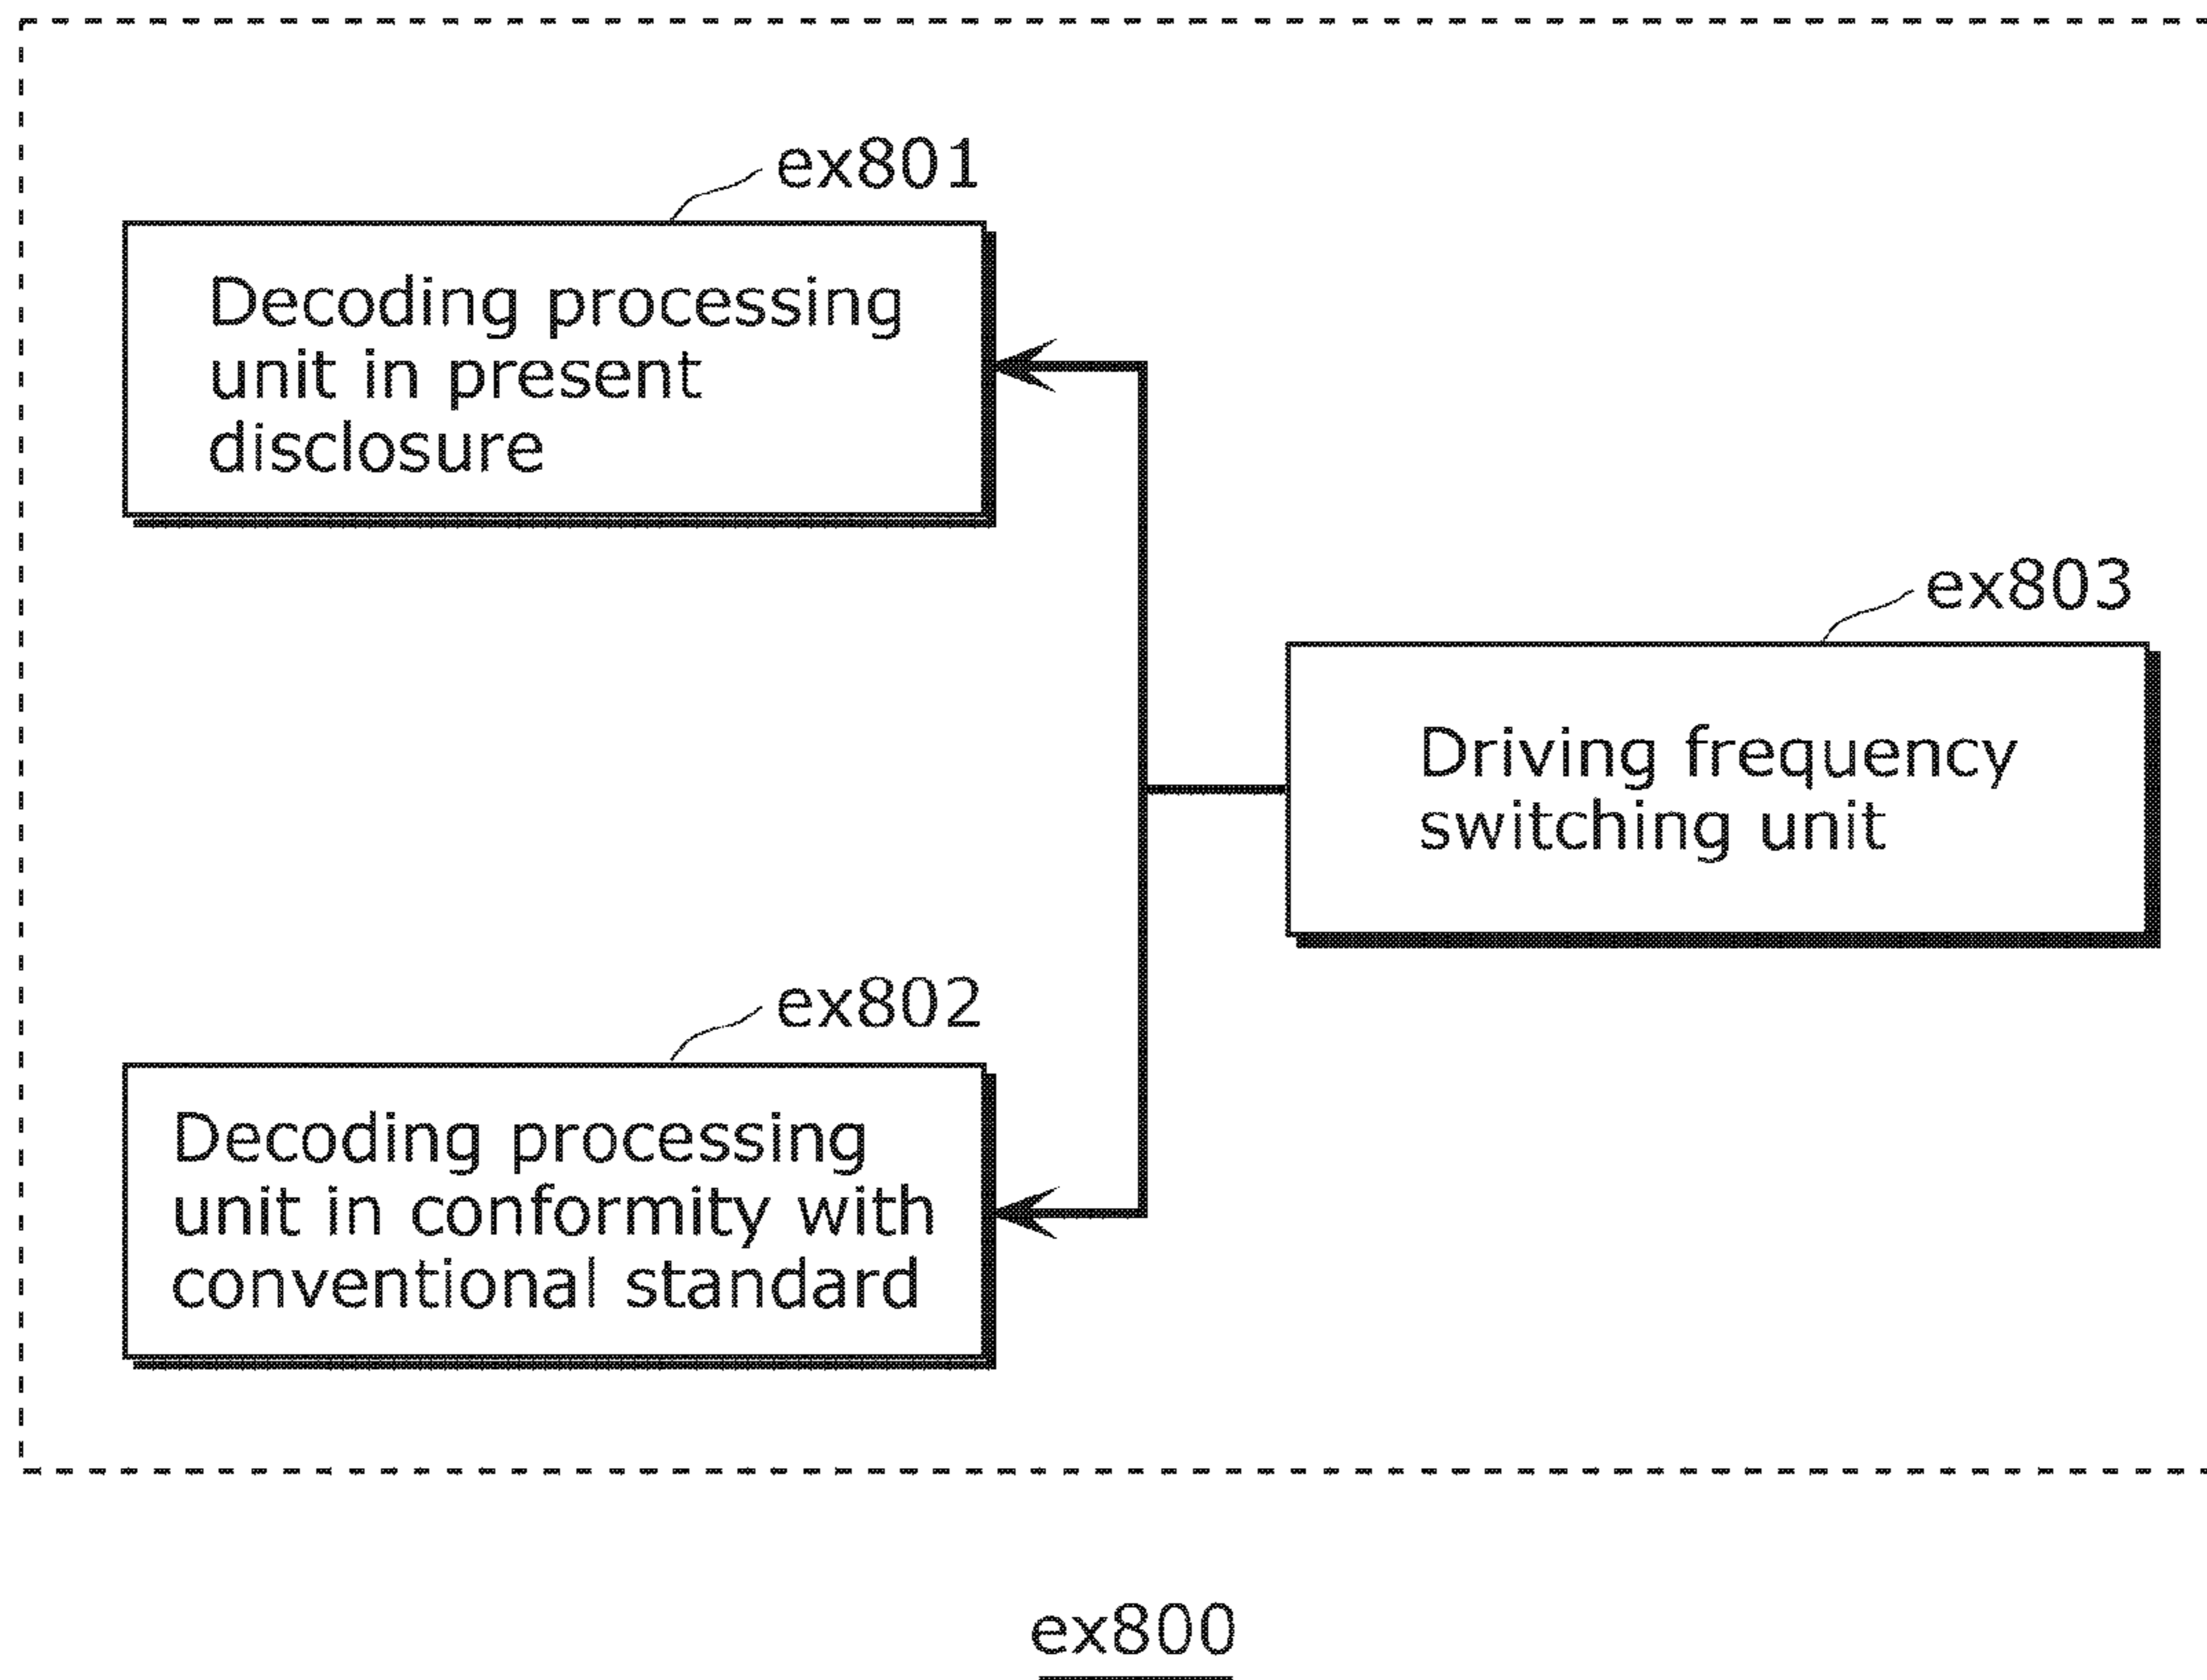 ex801
Decoding processing
unit in present
disclosure
ex803
Driving frequency
switching unit
ex802
Decoding processing
unit in conformity with
conventional standard
ex800